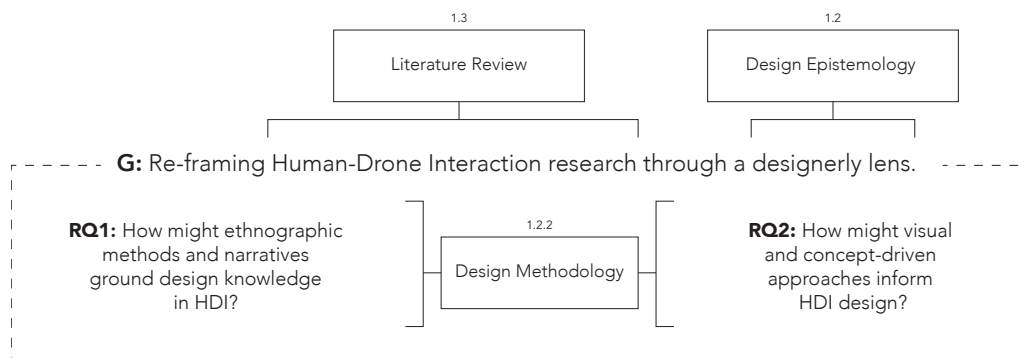 1.3
Literature Review
1.2
Design Epistemology
G: Re-framing Human-Drone Interaction research through a designerly lens.
RQ1: How might ethnographic
methods and narratives
ground design knowledge
in HDI?
1.2.2
Design Methodology
RQ2: How might visual
and concept-driven
approaches inform
HDI design?